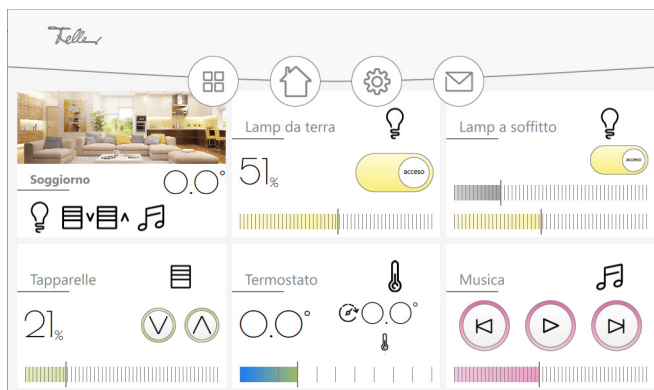 Feller
Soggiorno
0.0°
Lamp da terra
51%
acceso
Lamp a soffitto
acceso
Tapparelle
21%
Termostato
0.0°
0.0°
Musica